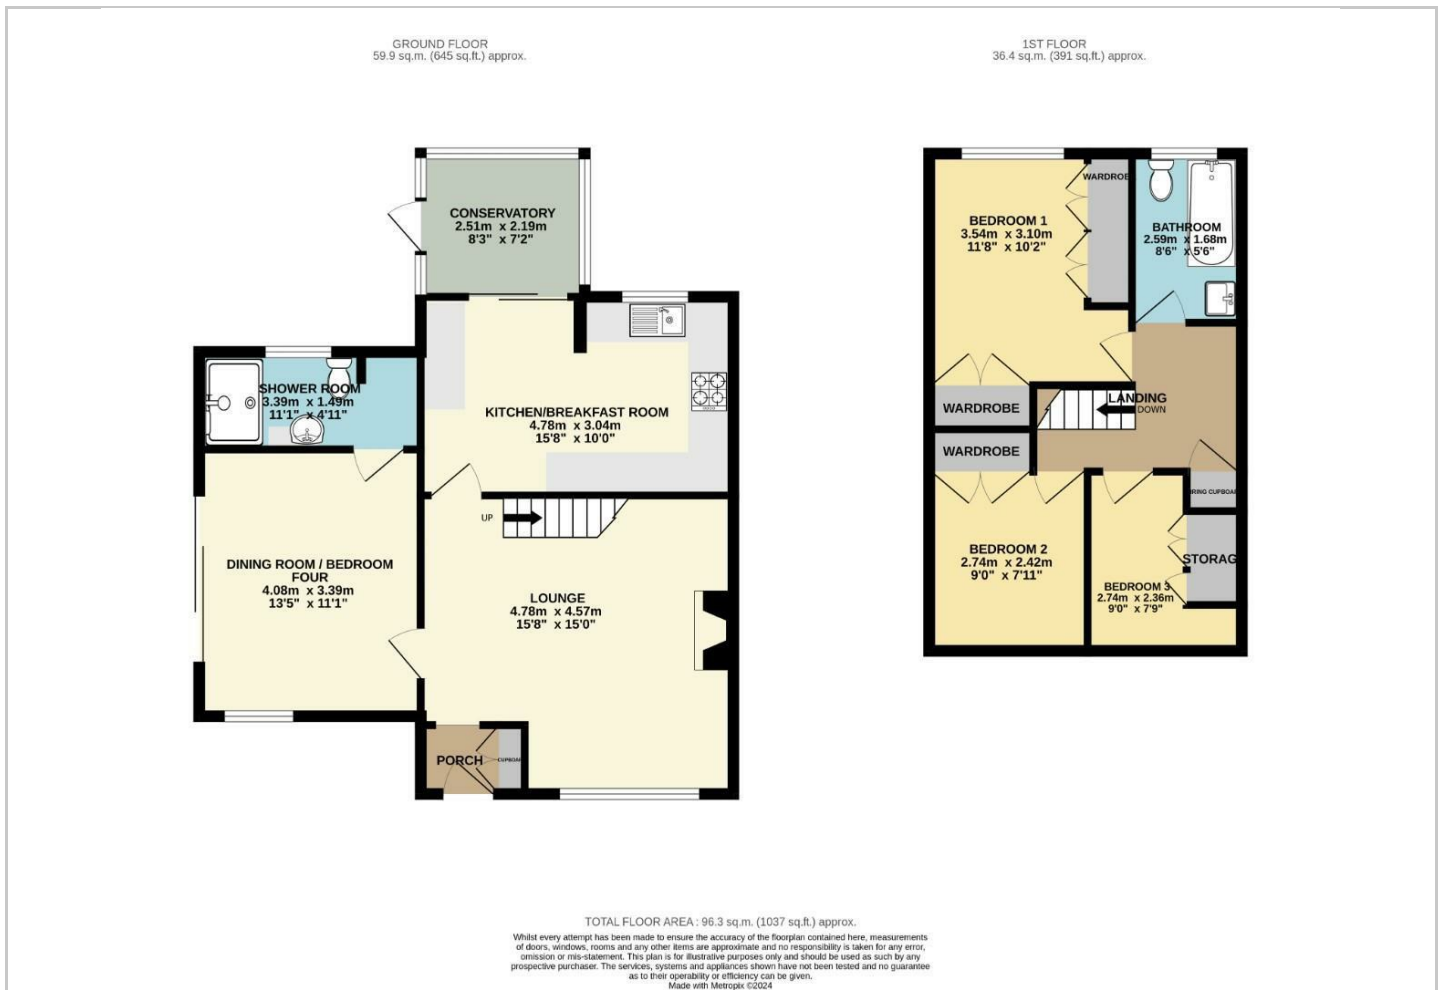 GROUND FLOOR
59.9 sq.m. (645 sq.ft.) approx.
1ST FLOOR
36.4 sq.m. (391 sq.ft.) approx.
CONSERVATORY
2.51m x 2.19m
8'3" x 7'2"
SHOWER ROOM
3.39m x 1.49m
11'1" x 4'11"
KITCHEN/BREAKFAST ROOM
4.78m x 3.04m
15'8" x 10'0"
UP
DINING ROOM / BEDROOM
FOUR
4.08m x 3.39m
13'5" x 11'1"
LOUNGE
4.78m x 4.57m
15'8" x 15'0"
PORCH
CUPBOAR
WARDROBE
BEDROOM 1
3.54m x 3.10m
11'8" x 10'2"
BATHROOM
2.59m x 1.68m
8'6" x 5'6"
WARDROBE
LANDING
DOWN
WARDROBE
IRING CUPBOAR
BEDROOM 2
2.74m x 2.42m
9'0" x 7'11"
STORAG
BEDROOM 3
2.74m x 2.36m
9'0" x 7'9"
TOTAL FLOOR AREA : 96.3 sq.m. (1037 sq.ft.) approx.
Whilst every attempt has been made to ensure the accuracy of the floorplan contained here, measurements
of doors, windows, rooms and any other items are approximate and no responsibility is taken for any error,
omission or mis-statement. This plan is for illustrative purposes only and should be used as such by any
prospective purchaser. The services, systems and appliances shown have not been tested and no guarantee
as to their operability or efficiency can be given.
Made with Metropix ©2024